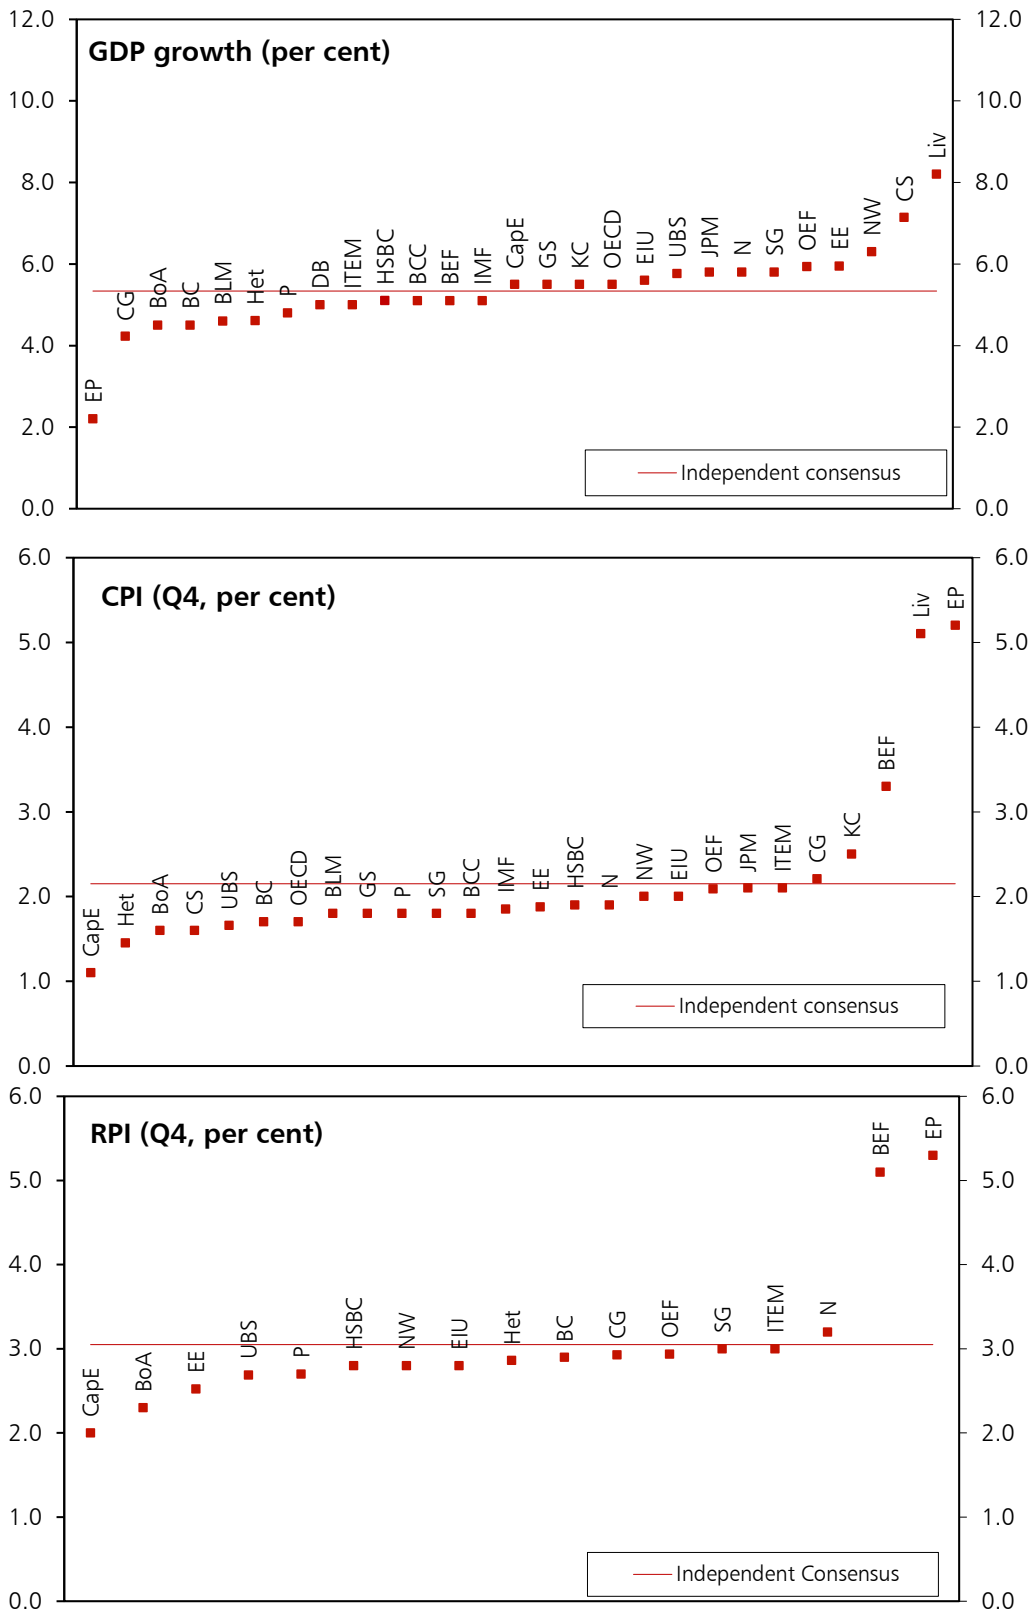 12.0 12.0
GDP growth (per cent)
10.0 10.0
8.0 8.0
6.0 6.0
4.0 4.0
2.0 2.0
0.0 0.0
EP CG BoA BC BLM Het P DB ITEM HSBC BCC BEF IMF CapE GS KC OECD EIU UBS JPM N SG OEF EE NW CS Liv
Independent consensus
6.0 6.0
CPI (Q4, per cent)
5.0 5.0
4.0 4.0
3.0 3.0
2.0 2.0
1.0 1.0
0.0 0.0
CapE Het BoA CS UBS BC OECD BLM GS P SG BCC IMF EE HSBC N NW EIU OEF JPM ITEM CG KC BEF Liv EP
Independent consensus
6.0 6.0
RPI (Q4, per cent)
5.0 5.0
4.0 4.0
3.0 3.0
2.0 2.0
1.0 1.0
0.0 0.0
CapE BoA EE UBS P HSBC NW EIU Het BC CG OEF SG ITEM N BEF EP
Independent Consensus